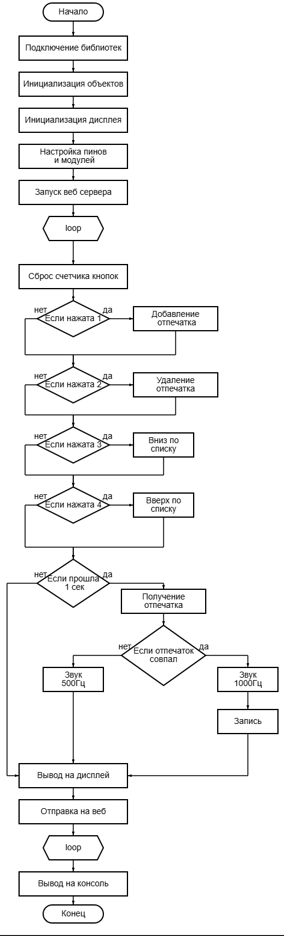 Начало
Подключение библиотек
Инициализация объектов
Инициализация дисплея
Настройка пинов
и модулей
Запуск веб сервера
loop
Сброс счетчика кнопок
нет
Если нажата 1
да
Добавление
отпечатка
нет
Если нажата 2
да
Удаление
отпечатка
нет
Если нажата 3
да
Вниз по
списку
нет
Если нажата 4
да
Вверх по
списку
нет
Если прошла
1 сек
да
Получение
отпечатка
нет
Если отпечаток
совпал
да
Звук
500Гц
Звук
1000Гц
Запись
Вывод на дисплей
Отправка на веб
loop
Вывод на консоль
Конец